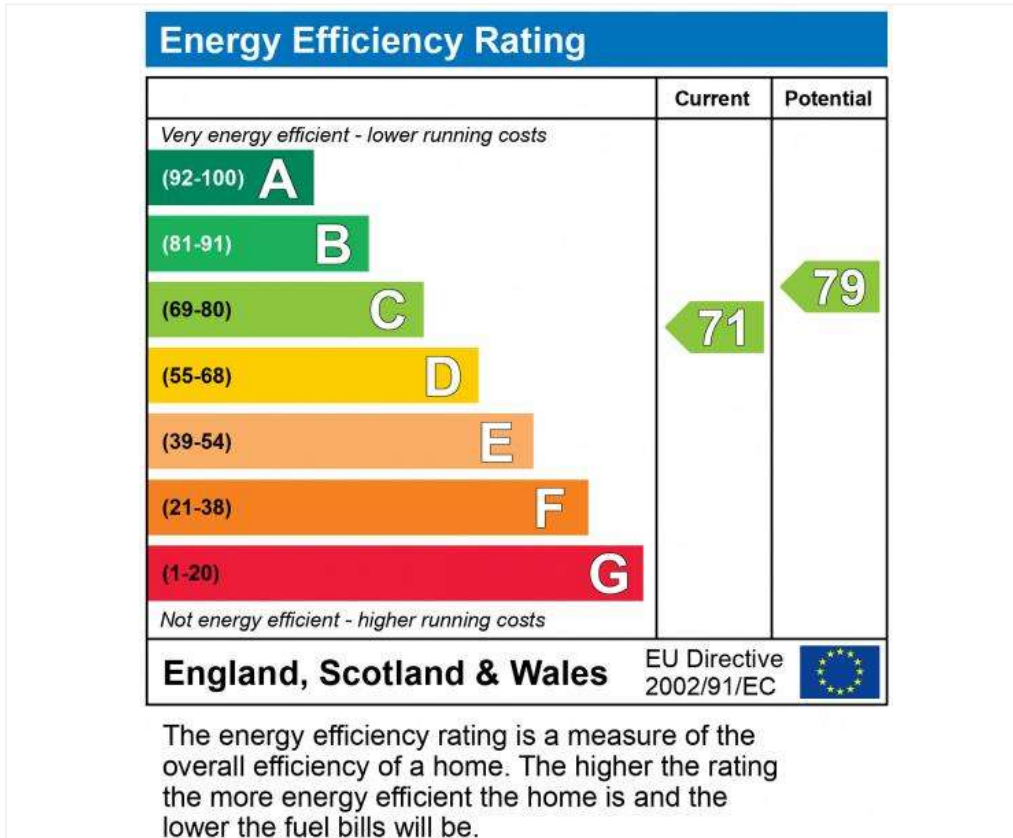 Energy Efficiency Rating
Current Potential
Very energy efficient - lower running costs
(92-100) A
(81-91) B
(69-80) C
79
71
(55-68) D
(39-54) E
(21-38) F
(1-20) G
Not energy efficient - higher running costs
England, Scotland & Wales
EU Directive
2002/91/EC
The energy efficiency rating is a measure of the
overall efficiency of a home. The higher the rating
the more energy efficient the home is and the
lower the fuel bills will be.